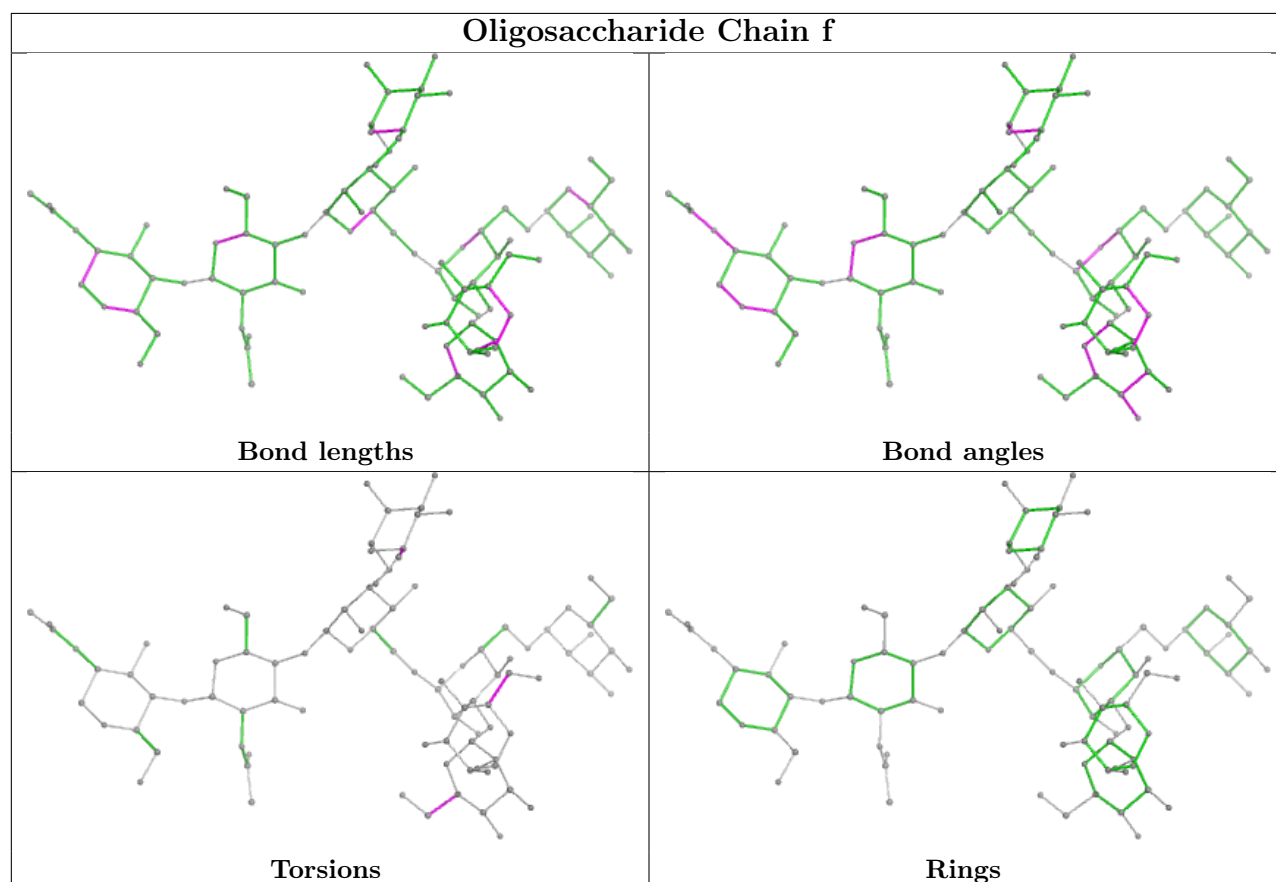 Oligosaccharide Chain f
Bond lengths
Bond angles
Torsions
Rings